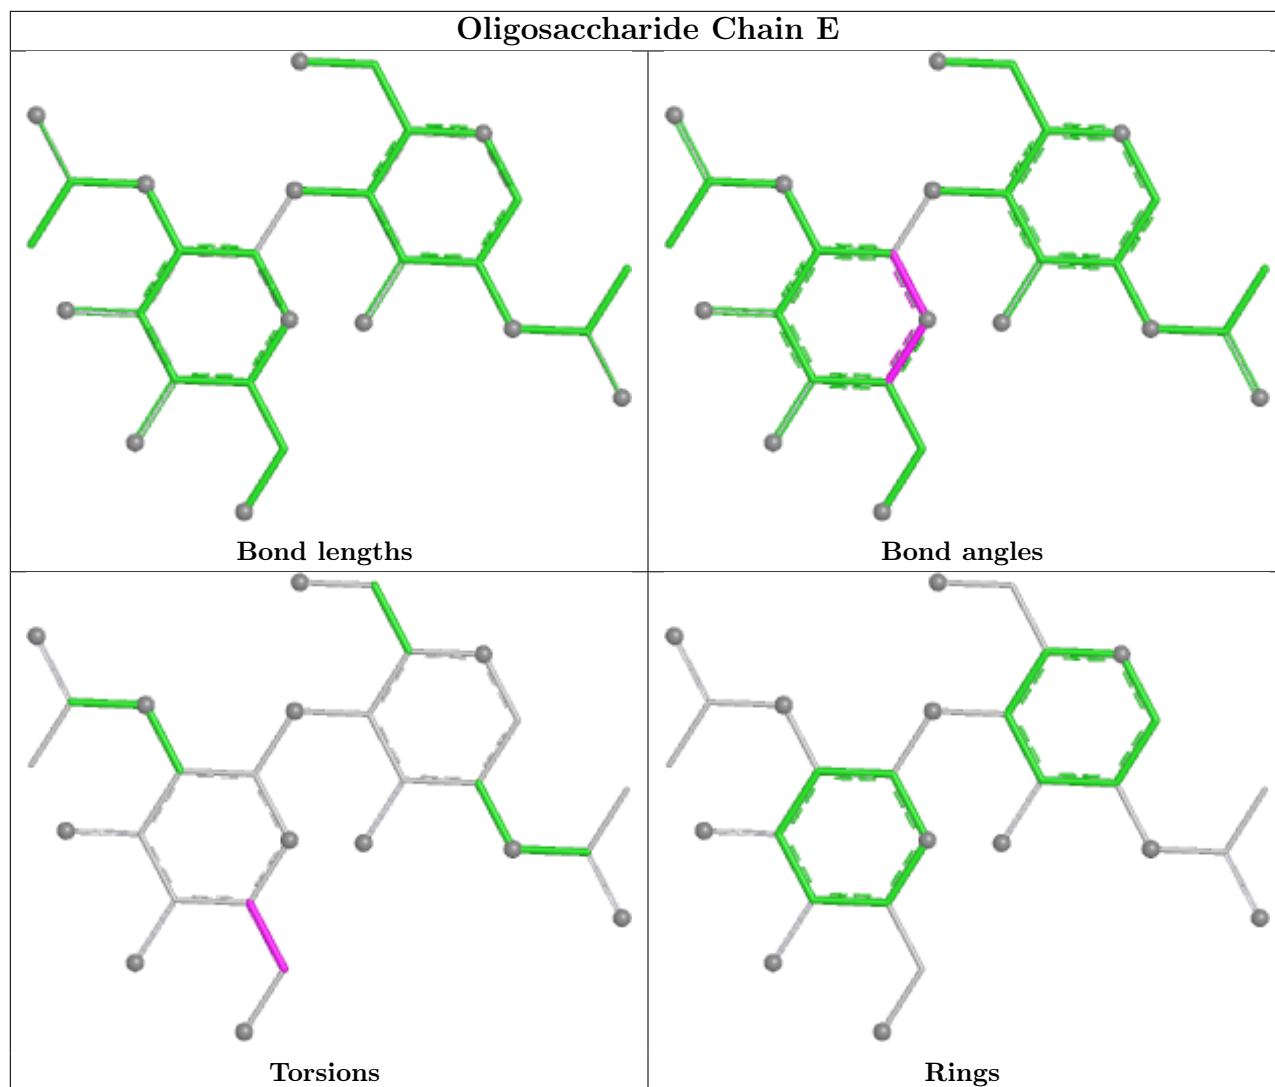 Oligosaccharide Chain E
Bond lengths
Bond angles
Torsions
Rings